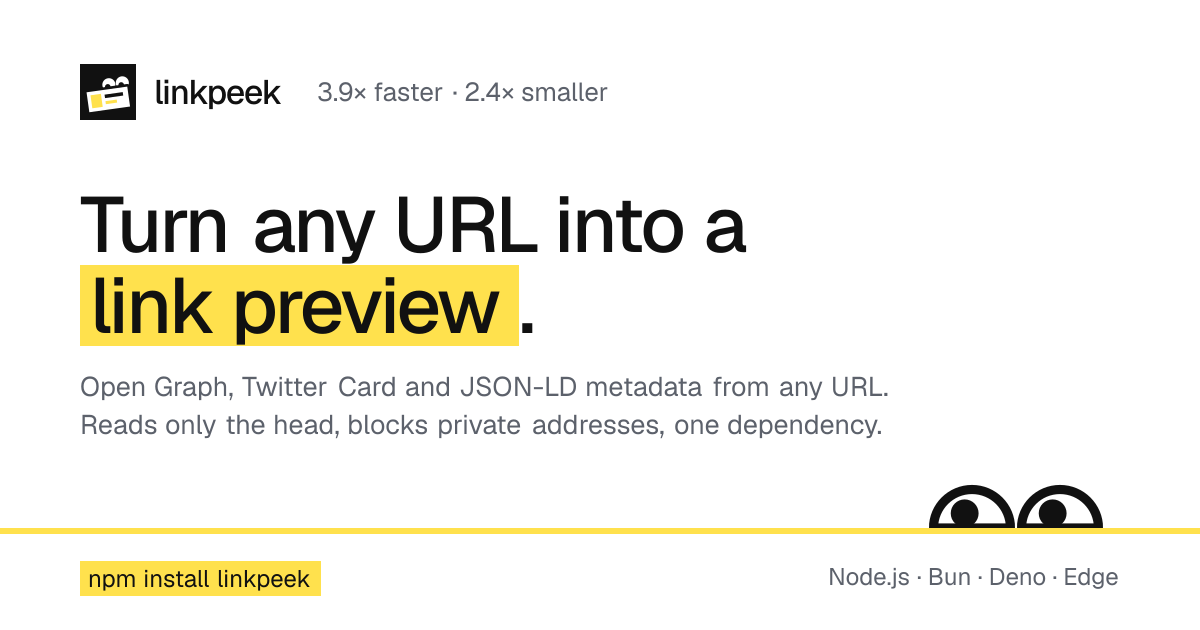 linkpeek 3.9× faster · 2.4× smaller
Turn any URL into a
link preview.
Open Graph, Twitter Card and JSON-LD metadata from any URL.
Reads only the head, blocks private addresses, one dependency.
npm install linkpeek
Node.js · Bun · Deno · Edge